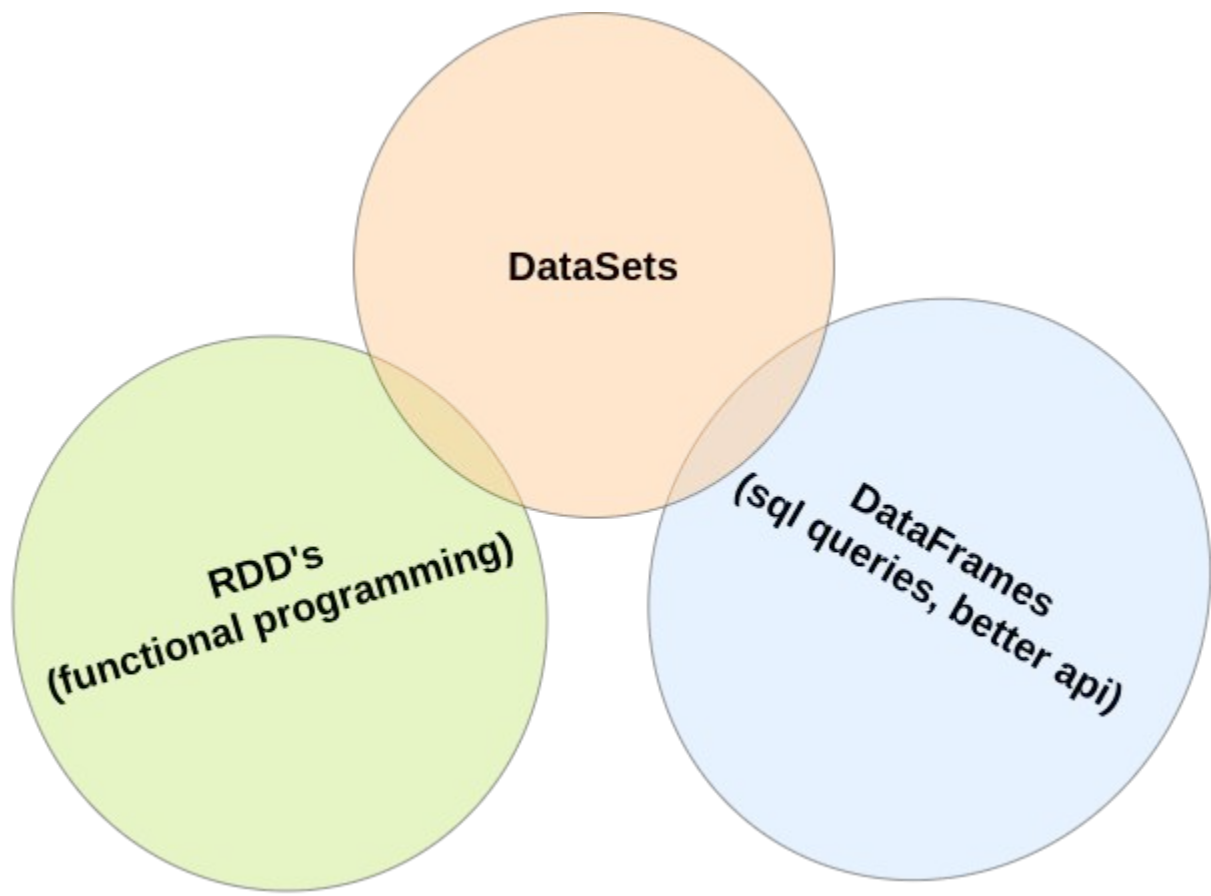 DataSets
RDD's
(functional programming)
DataFrames
(sql queries, better api)